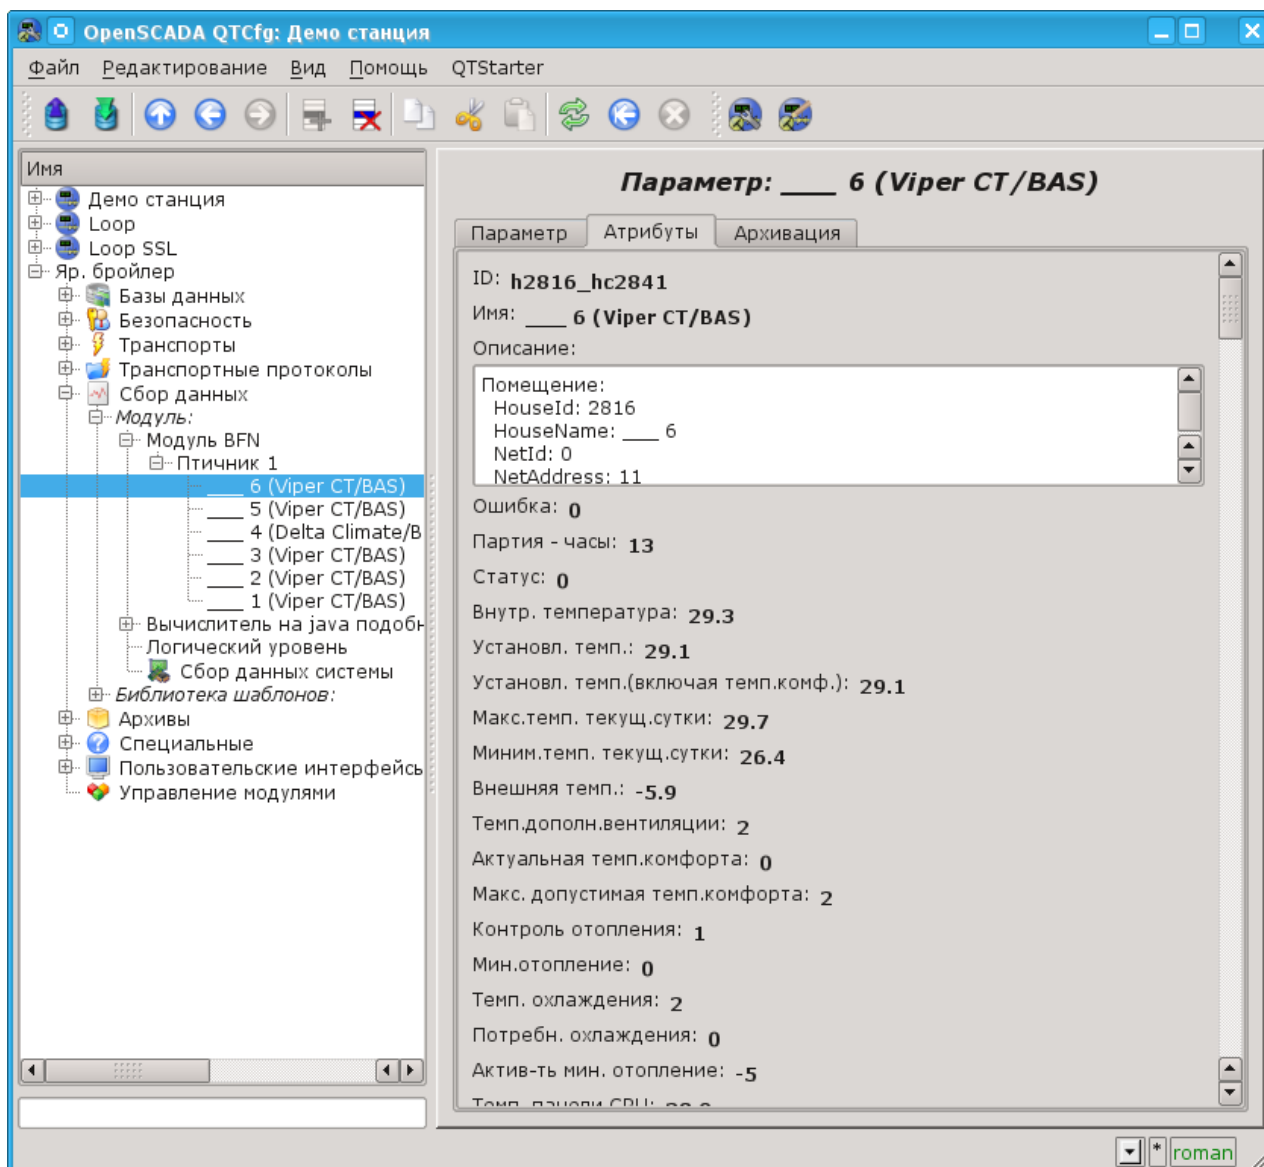 OpenSCADA QTCfg: Демо станция
Файл Редактирование Вид Помощь QTStarter
Имя
Демо станция
Loop
Loop SSL
Яр. бройлер
Базы данных
Безопасность
Транспорты
Транспортные протоколы
Сбор данных
Модуль:
Модуль BFN
Птичник 1
___ 6 (Viper CT/BAS)
___ 5 (Viper CT/BAS)
___ 4 (Delta Climate/B
___ 3 (Viper CT/BAS)
___ 2 (Viper CT/BAS)
___ 1 (Viper CT/BAS)
Вычислитель на java подобн
Логический уровень
Сбор данных системы
Библиотека шаблонов:
Архивы
Специальные
Пользовательские интерфейсы
Управление модулями
Параметр: ___ 6 (Viper CT/BAS)
Параметр Атрибуты Архивация
ID: h2816_hc2841
Имя: ___ 6 (Viper CT/BAS)
Описание:
Помещение:
HouseId: 2816
HouseName: ___ 6
NetId: 0
NetAddress: 11
Ошибка: 0
Партия - часы: 13
Статус: 0
Внутр. температура: 29.3
Установл. темп.: 29.1
Установл. темп.(включая темп.комф.): 29.1
Макс.темп. текущ.сутки: 29.7
Миним.темп. текущ.сутки: 26.4
Внешняя темп.: -5.9
Темп.дополн.вентиляции: 2
Актуальная темп.комфорта: 0
Макс. допустимая темп.комфорта: 2
Контроль отопления: 1
Мин.отопление: 0
Темп. охлаждения: 2
Потребн. охлаждения: 0
Актив-ть мин. отопление: -5
Темп. панели CPU:
* roman